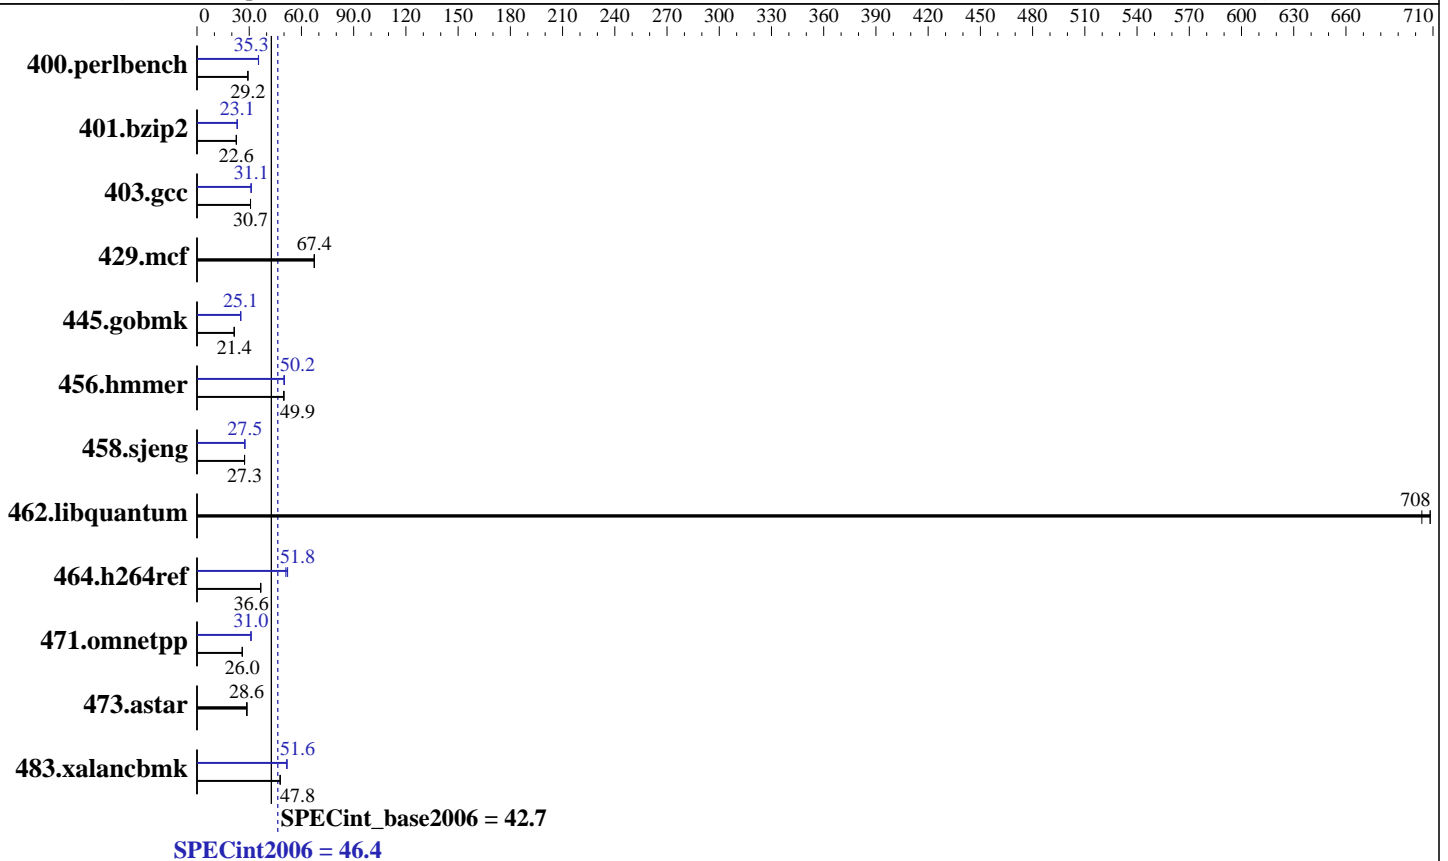 0 30.0 60.0 90.0 120 150 180 210 240 270 300 330 360 390 420 450 480 510 540 570 600 630 660 710
400.perlbench
35.3
29.2
401.bzip2
23.1
22.6
403.gcc
31.1
30.7
429.mcf
67.4
445.gobmk
25.1
21.4
456.hmmer
50.2
49.9
458.sjeng
27.5
27.3
462.libquantum
708
464.h264ref
51.8
36.6
471.omnetpp
31.0
26.0
473.astar
28.6
483.xalancbmk
51.6
47.8
SPECint_base2006 = 42.7
SPECint2006 = 46.4